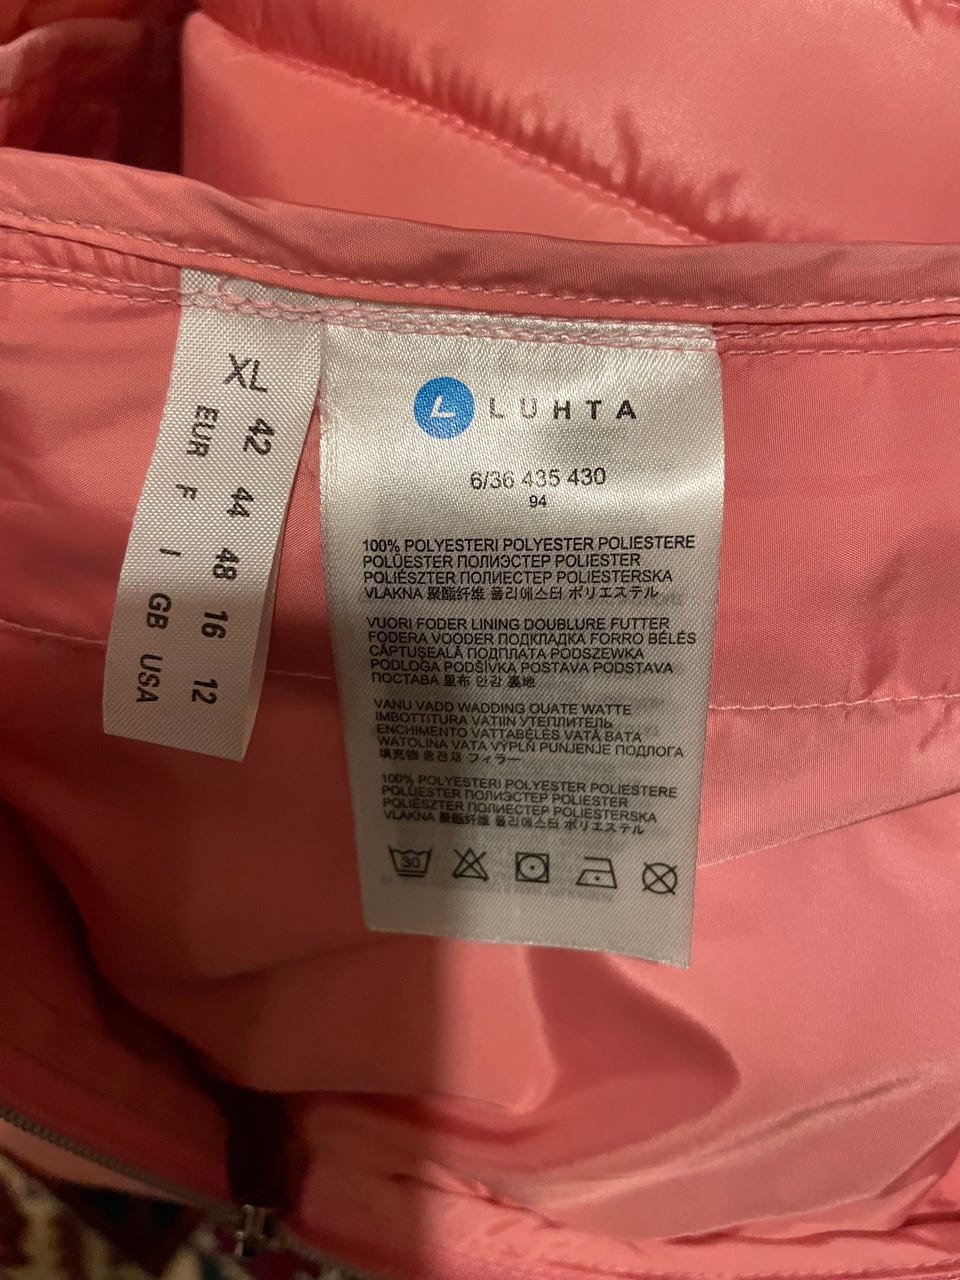 XL
EUR 42
F 44
I 48
GB 16
USA 12
LUHTA
6/36 435 430
94
100% POLYESTERI POLYESTER POLIESTERE
POLÜESTER ПОЛИЭСТЕР POLIESTER
POLIÉSZTER ПОЛИЕСТЕР POLIESTERSKA
VLAKNA 聚酯纤维 폴리에스터 ポリエステル
VUORI FODER LINING DOUBLURE FUTTER
FODERA VOODER ПОДКЛАДКА FORRO BÉLÉS
CĂPTUŞEALĂ ПОДПЛАТА PODSZEWKA
PODLOGA PODŠÍVKA POSTAVA PODSTAVA
ПОСТАВА 里布 안감 裏地
VANU VADD WADDING OUATE WATTE
IMBOTTITURA VATIIN УТЕПЛИТЕЛЬ
ENCHIMENTO VATTABÉLÉS VATĂ ВАТА
WATOLINA VATA VÝPLŇ PUNJENJE ПОДЛОГА
填充物 충전재 フィラー
100% POLYESTERI POLYESTER POLIESTERE
POLÜESTER ПОЛИЭСТЕР POLIESTER
POLIÉSZTER ПОЛИЕСТЕР POLIESTERSKA
VLAKNA 聚酯纤维 폴리에스터 ポリエステル
30